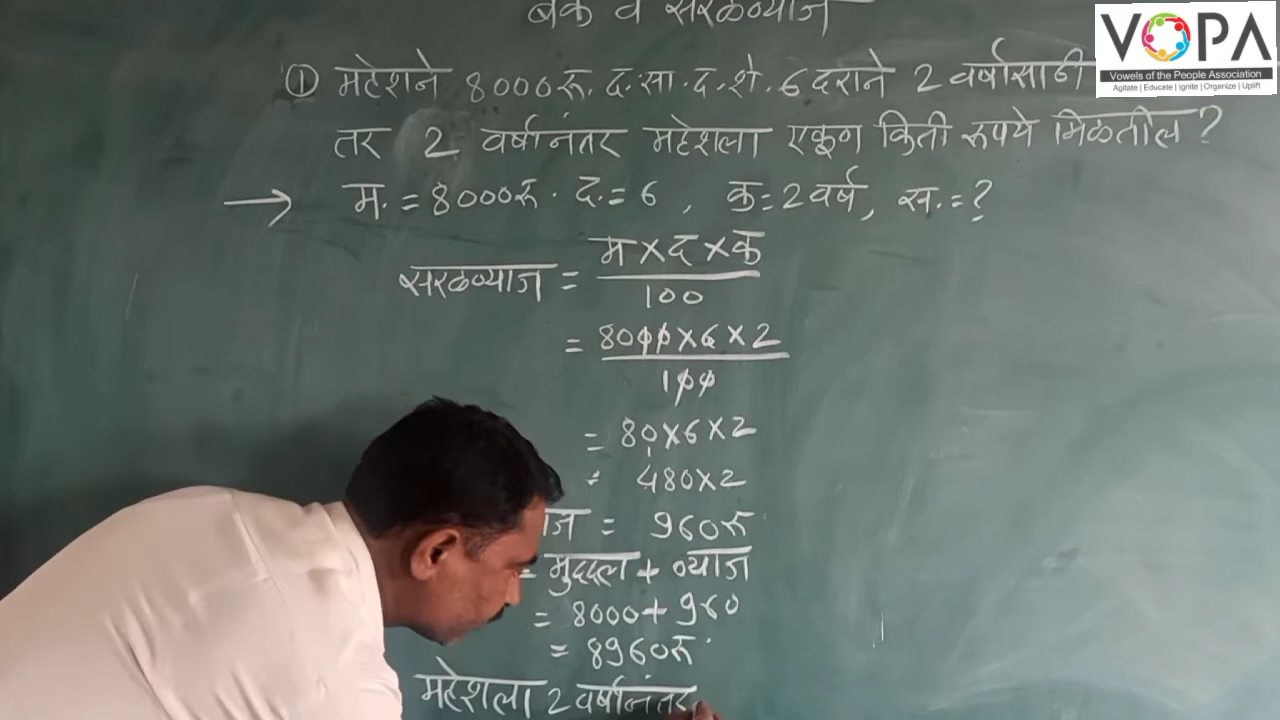 बँक व सरळव्याज
VOPA
Vowels of the People Association
Agitate | Educate | Ignite | Organize | Uplift
① महेशने 8000रू. द.सा.द.शे. 6 दराने 2 वर्षासाठी
तर 2 वर्षानंतर महेशला एकूण किती रूपये मिळतील ?
→ म. = 8000रू. द. = 6 , क = 2 वर्ष, स. = ?
सरळव्याज = म × द × क
100
= 8000 × 6 × 2
100
= 80 × 6 × 2
= 480 × 2
ाज = 960रू.
= मुद्दल + व्याज
= 8000 + 960
= 8960रू.
महेशला 2 वर्षानंतर